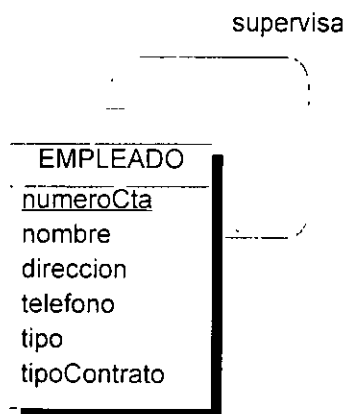 supervisa
EMPLEADO
numeroCta
nombre
direccion
telefono
tipo
tipoContrato